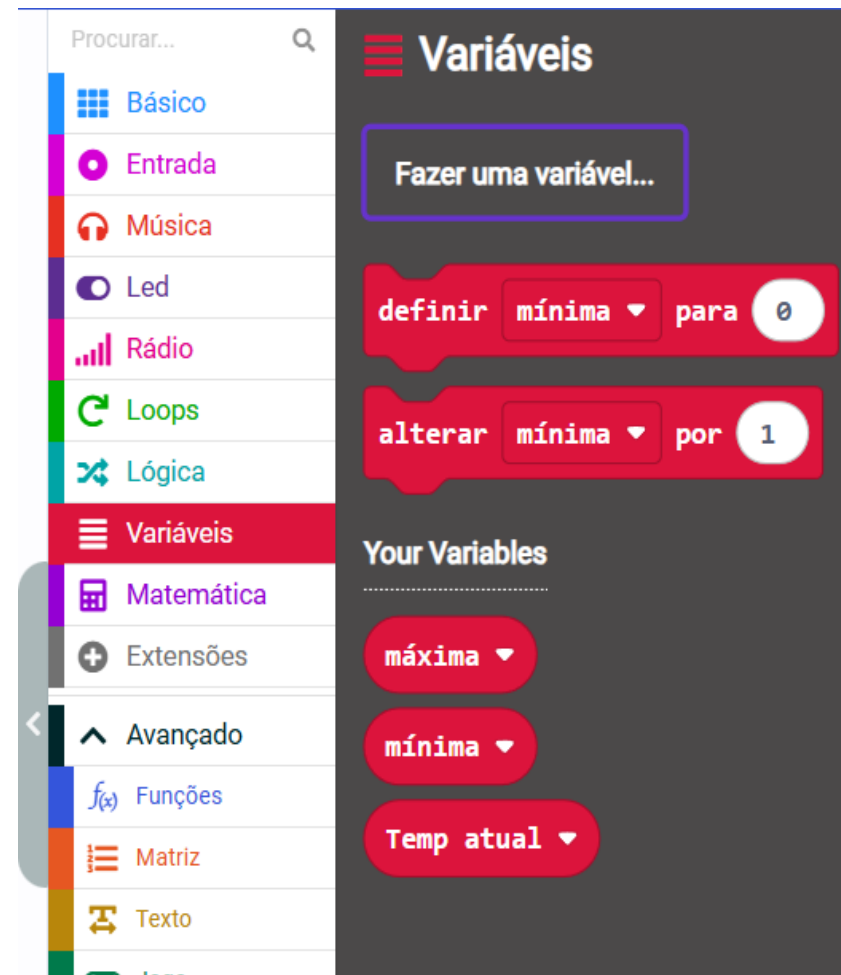 Procurar...
Básico
Entrada
Música
Led
Rádio
Loops
Lógica
Variáveis
Matemática
Extensões
Avançado
f(x) Funções
Matriz
Texto
Variáveis
Fazer uma variável...
definir mínima para 0
alterar mínima por 1
Your Variables
máxima
mínima
Temp atual